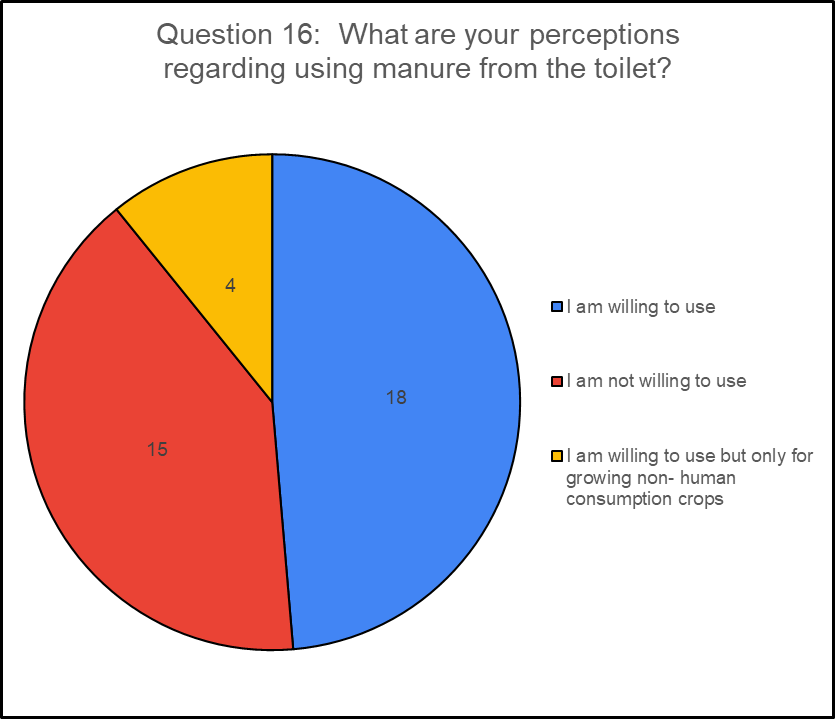 Question 16:  What are your perceptions
regarding using manure from the toilet?
4
18
15
I am willing to use
I am not willing to use
I am willing to use but only for
growing non- human
consumption crops